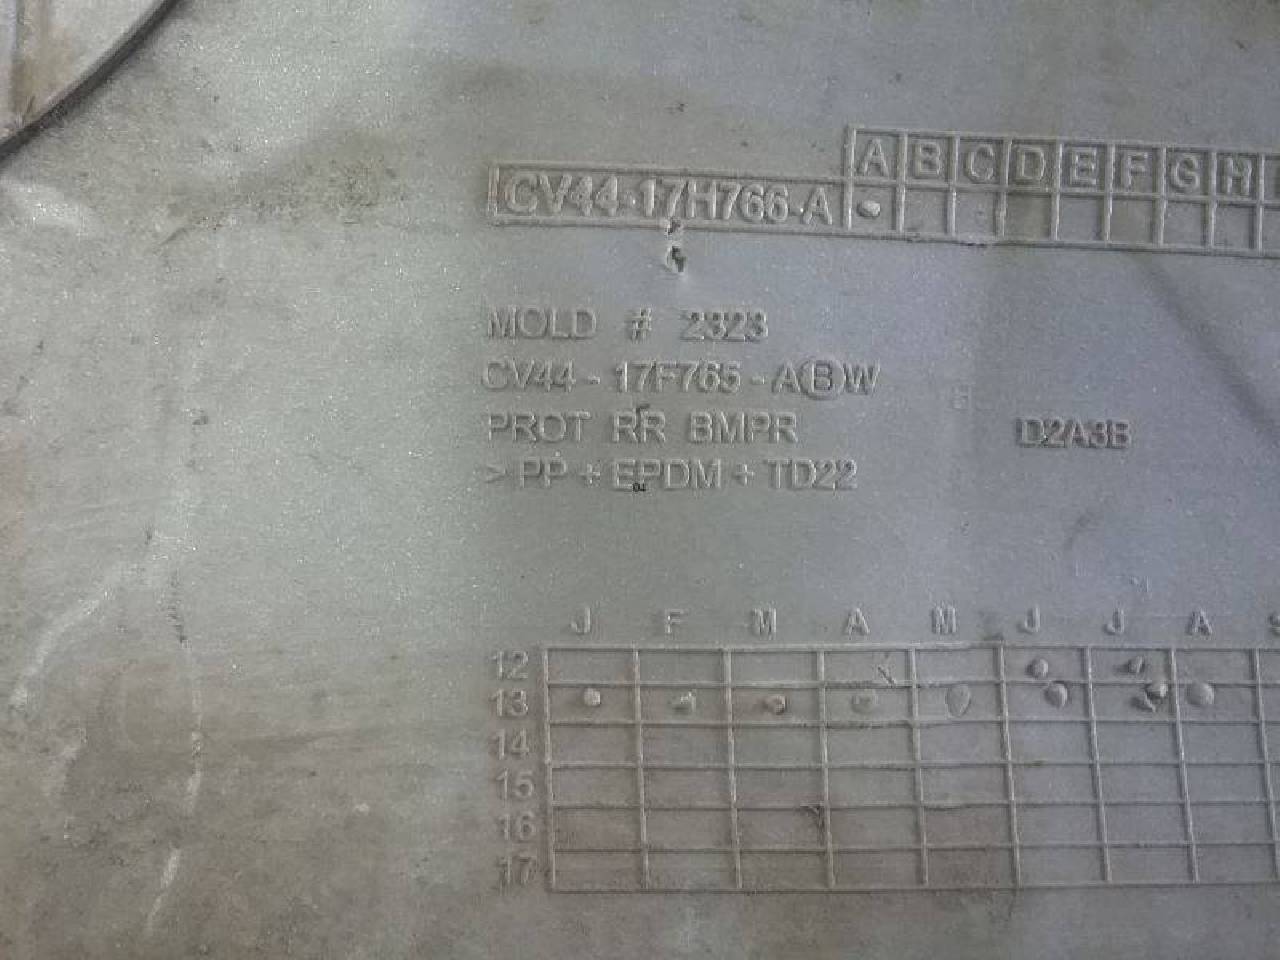 A B C D E F G H
CV44-17H766-A
MOLD # 2323
CV44-17F765-ABW
PROT RR BMPR
D2A3B
>PP+EPDM+TD22
J F M A M J J A S
12
13
14
15
16
17